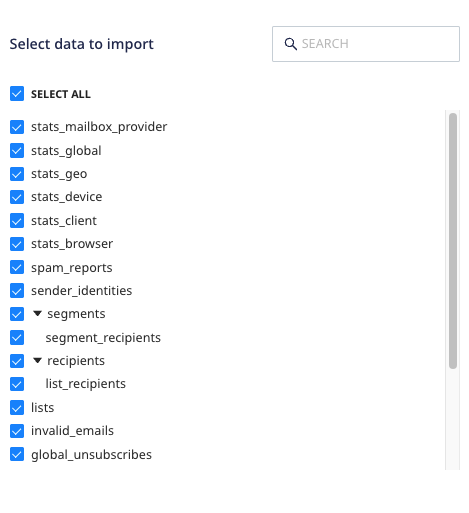 Select data to import
SEARCH
SELECT ALL
stats_mailbox_provider
stats_global
stats_geo
stats_device
stats_client
stats_browser
spam_reports
sender_identities
segments
segment_recipients
recipients
list_recipients
lists
invalid_emails
global_unsubscribes